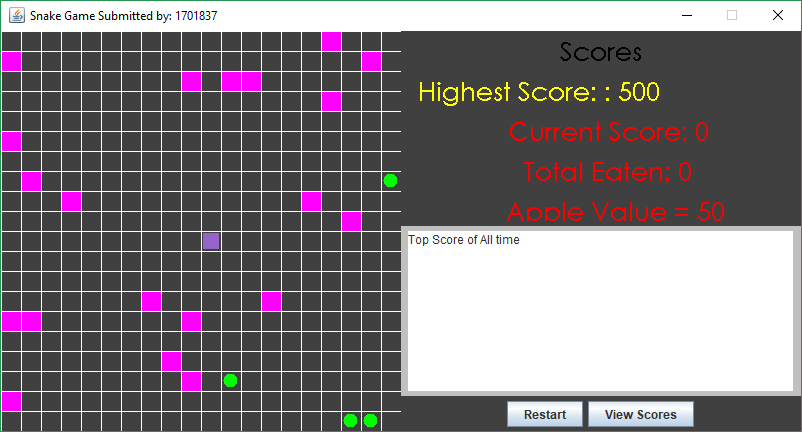 Snake Game Submitted by: 1701837
Scores
Highest Score: : 500
Current Score: 0
Total Eaten: 0
Apple Value = 50
Top Score of All time
Restart
View Scores